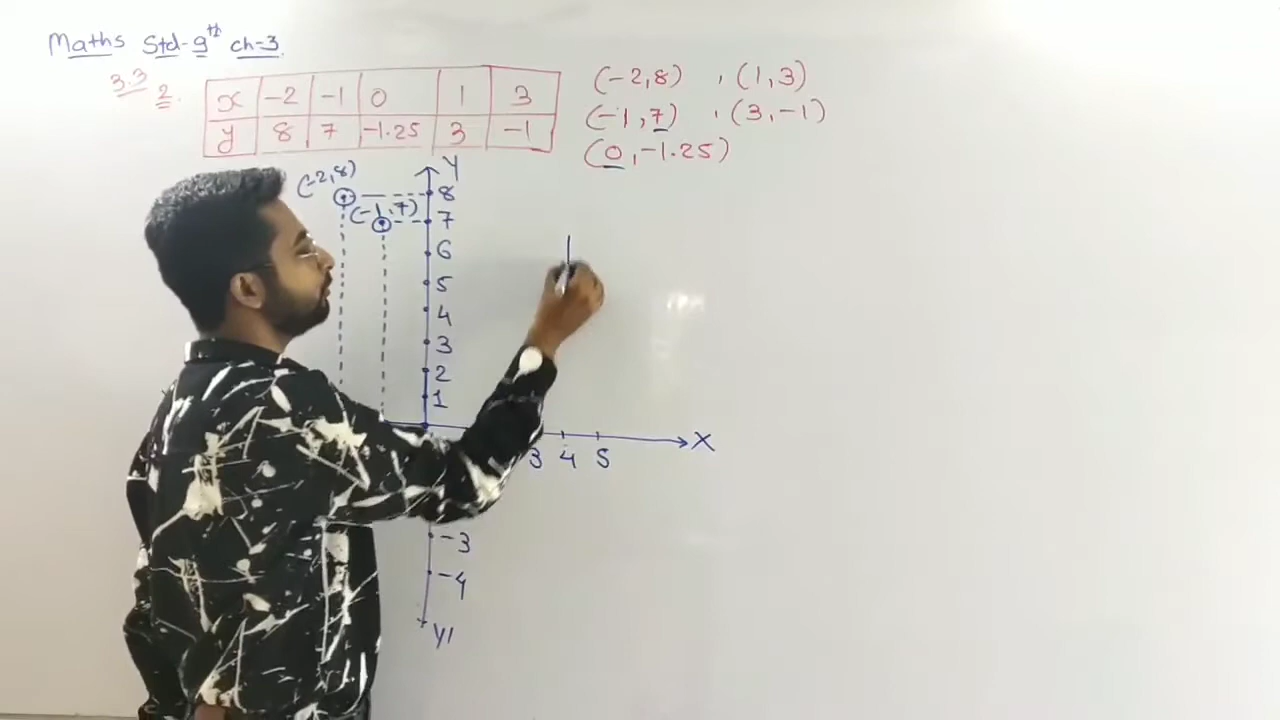 Maths Std-9th ch-3.
3.3 2.
x -2 -1 0 1 3
y 8 7 -1.25 3 -1
(-2,8) , (1,3)
(-1,7) , (3,-1)
(0,-1.25)
Y
(-2,8)
8
(-1,7)
7
6
5
4
3
2
1
X
3 4 5
-3
-4
Y'